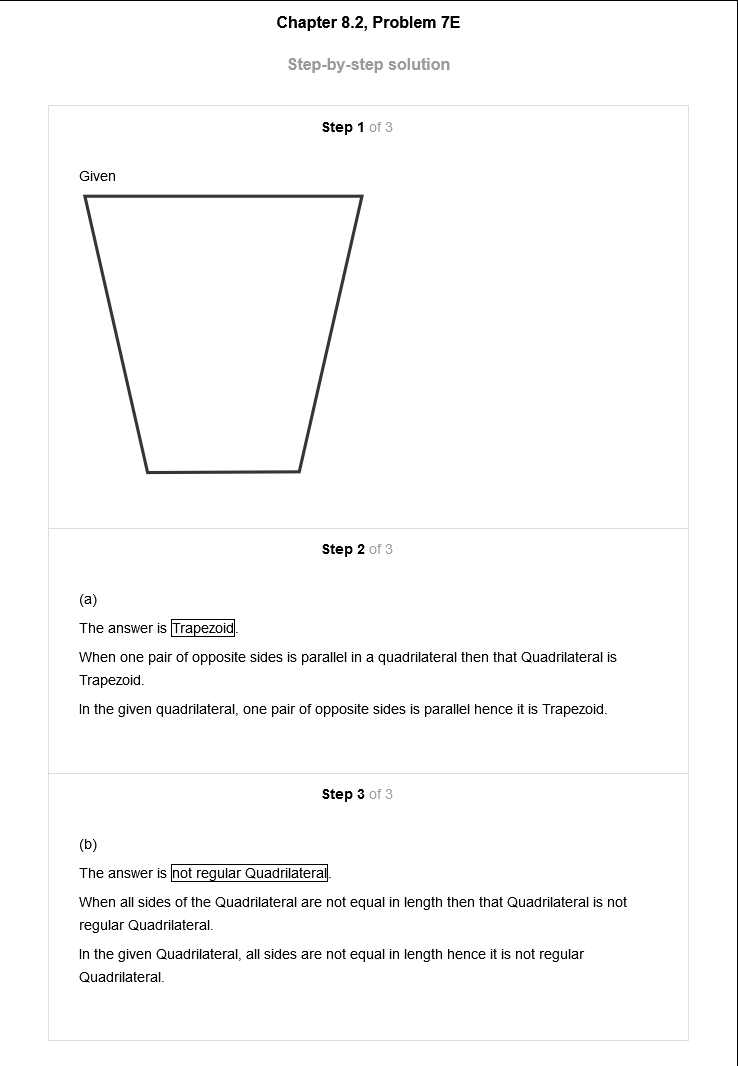 Chapter 8.2, Problem 7E
Step-by-step solution
Step 1 of 3
Given
Step 2 of 3
(a)
The answer is Trapezoid.
When one pair of opposite sides is parallel in a quadrilateral then that Quadrilateral is
Trapezoid.
In the given quadrilateral, one pair of opposite sides is parallel hence it is Trapezoid.
Step 3 of 3
(b)
The answer is not regular Quadrilateral.
When all sides of the Quadrilateral are not equal in length then that Quadrilateral is not
regular Quadrilateral.
In the given Quadrilateral, all sides are not equal in length hence it is not regular
Quadrilateral.